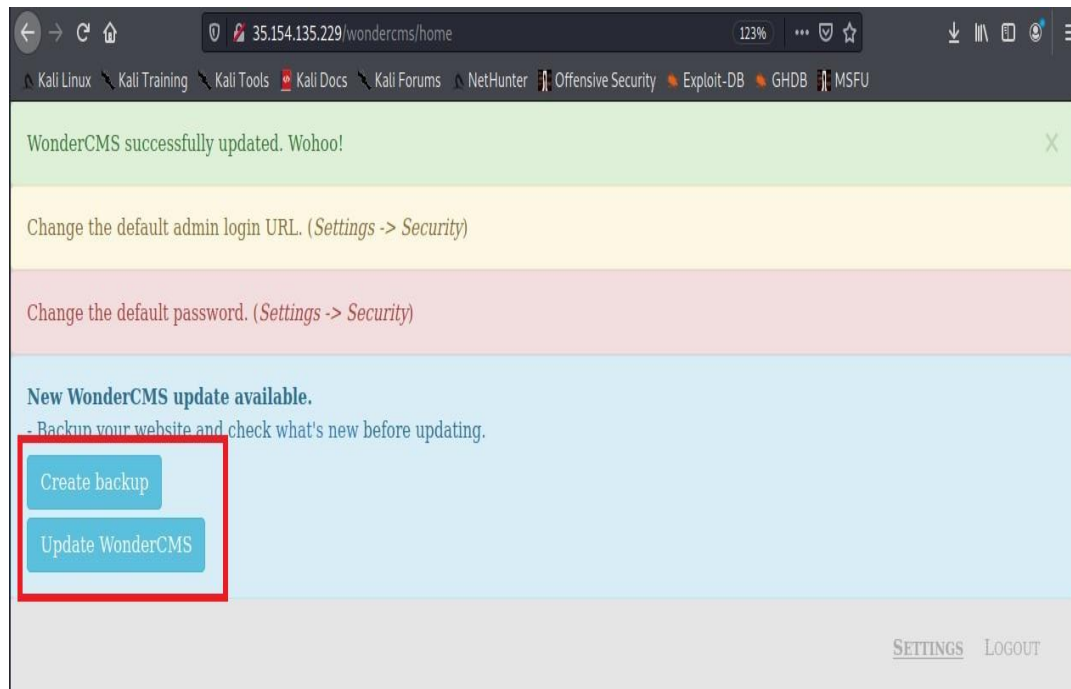 35.154.135.229/wondercms/home 123%
Kali Linux Kali Training Kali Tools Kali Docs Kali Forums NetHunter Offensive Security Exploit-DB GHDB MSFU
WonderCMS successfully updated. Wohoo! X
Change the default admin login URL. (Settings -> Security)
Change the default password. (Settings -> Security)
New WonderCMS update available.
- Backup your website and check what's new before updating.
Create backup
Update WonderCMS
SETTINGS LOGOUT